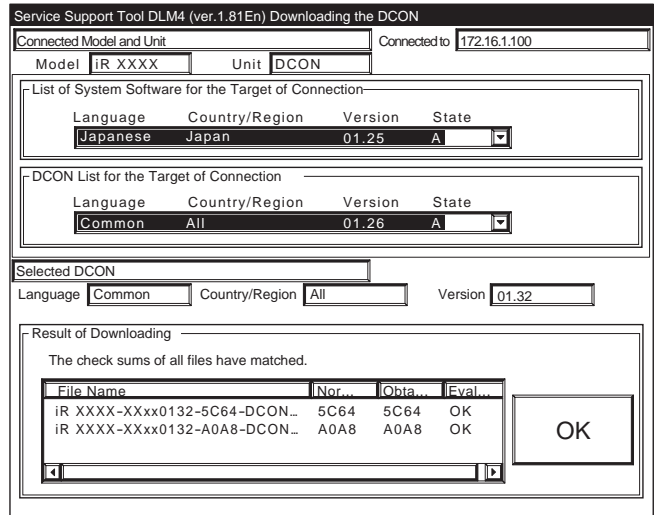 Service Support Tool DLM4 (ver.1.81En) Downloading the DCON
Connected Model and Unit Connected to 172.16.1.100
Model iR XXXX Unit DCON
List of System Software for the Target of Connection
Language Country/Region Version State
Japanese Japan 01.25 A
DCON List for the Target of Connection
Language Country/Region Version State
Common All 01.26 A
Selected DCON
Language Common Country/Region All Version 01.32
Result of Downloading
The check sums of all files have matched.
File Name Nor... Obta... Eval...
iR XXXX-XXxx0132-5C64-DCON... 5C64 5C64 OK
iR XXXX-XXxx0132-A0A8-DCON... A0A8 A0A8 OK
OK